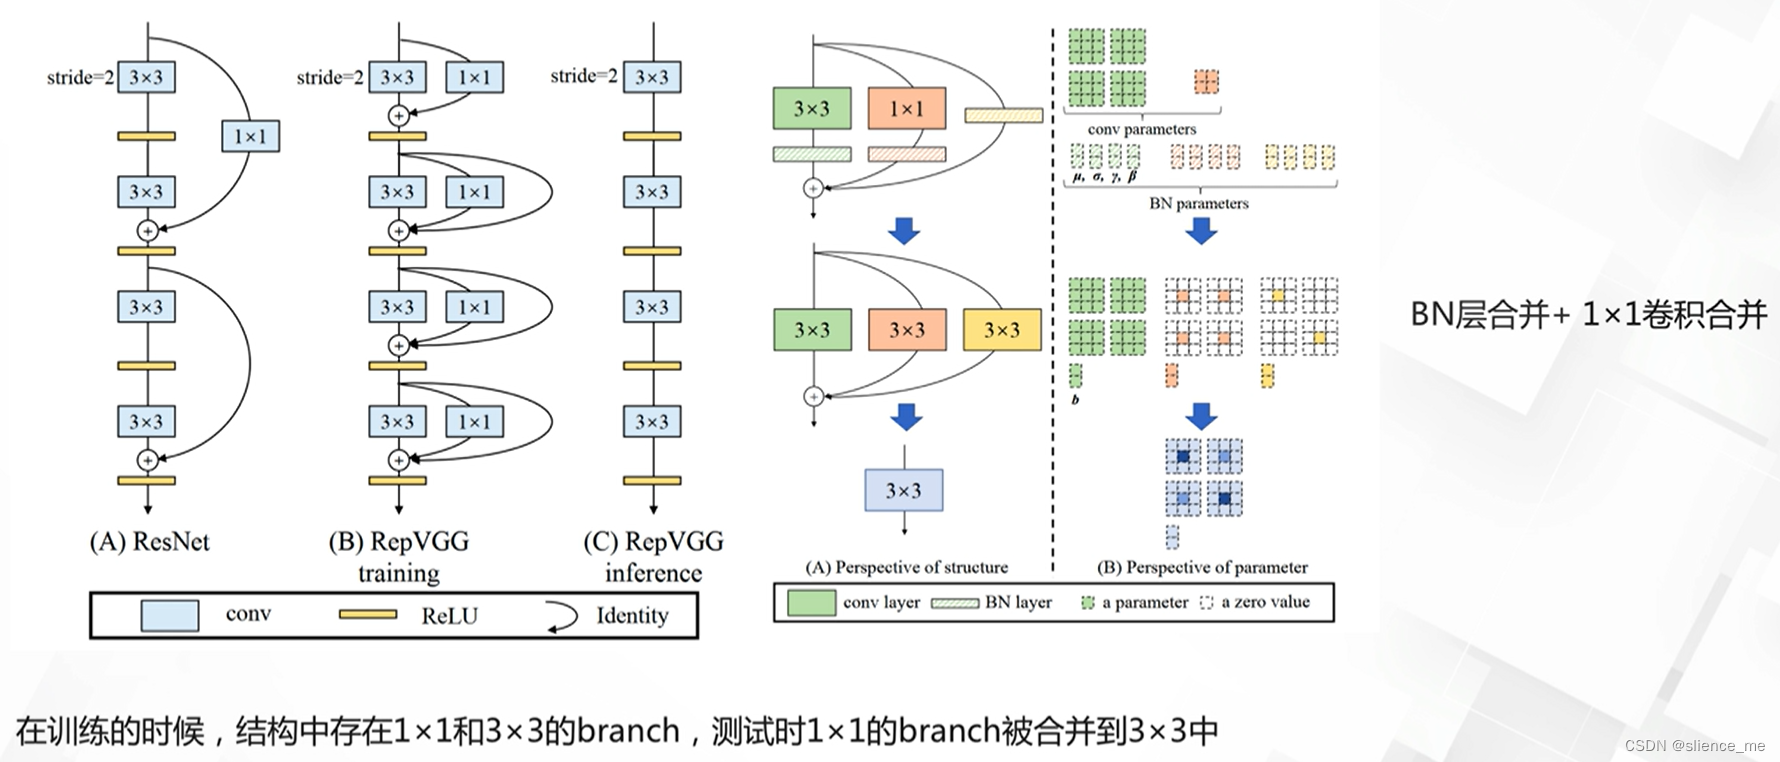 stride=2
3×3
1×1
3×3
3×3
3×3
(A) ResNet
stride=2
3×3
1×1
3×3
1×1
3×3
1×1
3×3
1×1
(B) RepVGG
training
stride=2
3×3
3×3
3×3
3×3
(C) RepVGG
inference
conv
ReLU
Identity
3×3
1×1
3×3
3×3
3×3
3×3
(A) Perspective of structure
conv parameters
μ, σ, γ, β
BN parameters
b
(B) Perspective of parameter
conv layer
BN layer
a parameter
a zero value
BN层合并+ 1×1卷积合并
在训练的时候，结构中存在1×1和3×3的branch，测试时1×1的branch被合并到3×3中
CSDN @slience_me